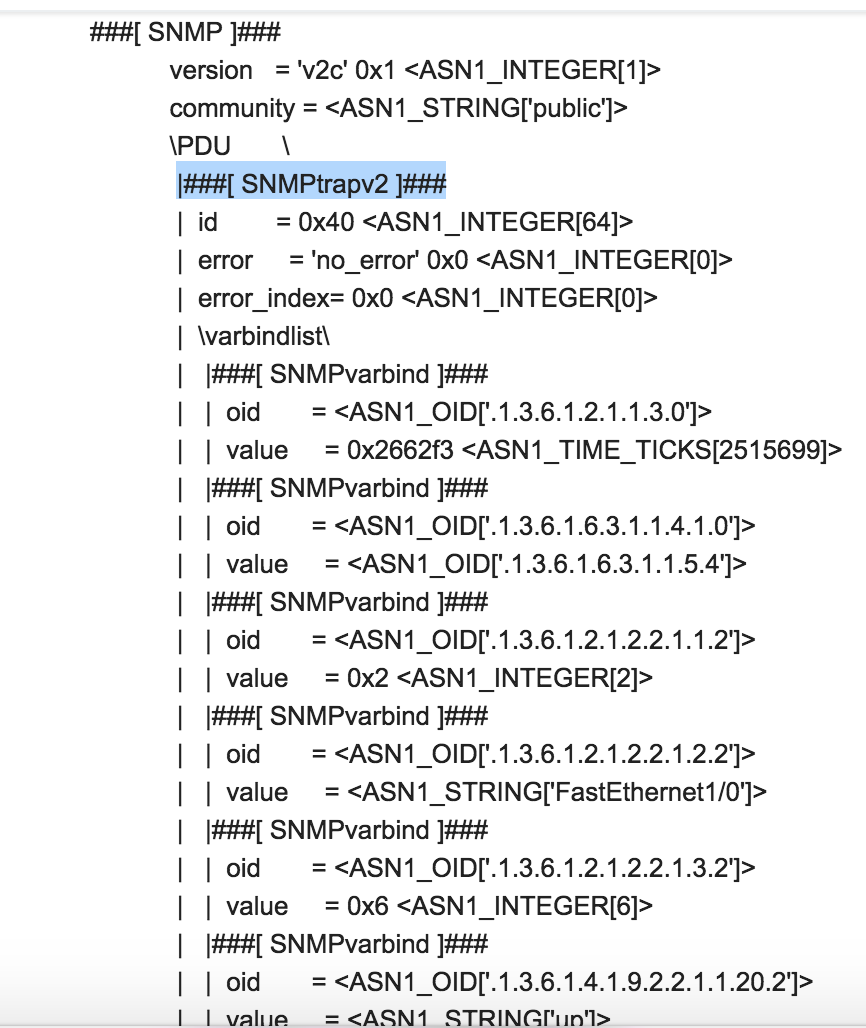 ###[ SNMP ]###
version = 'v2c' 0x1 <ASN1_INTEGER[1]>
community = <ASN1_STRING['public']>
\PDU \
|###[ SNMPtrapv2 ]###
| id = 0x40 <ASN1_INTEGER[64]>
| error = 'no_error' 0x0 <ASN1_INTEGER[0]>
| error_index= 0x0 <ASN1_INTEGER[0]>
| \varbindlist\
| |###[ SNMPvarbind ]###
| | oid = <ASN1_OID['.1.3.6.1.2.1.1.3.0']>
| | value = 0x2662f3 <ASN1_TIME_TICKS[2515699]>
| |###[ SNMPvarbind ]###
| | oid = <ASN1_OID['.1.3.6.1.6.3.1.1.4.1.0']>
| | value = <ASN1_OID['.1.3.6.1.6.3.1.1.5.4']>
| |###[ SNMPvarbind ]###
| | oid = <ASN1_OID['.1.3.6.1.2.1.2.2.1.1.2']>
| | value = 0x2 <ASN1_INTEGER[2]>
| |###[ SNMPvarbind ]###
| | oid = <ASN1_OID['.1.3.6.1.2.1.2.2.1.2.2']>
| | value = <ASN1_STRING['FastEthernet1/0']>
| |###[ SNMPvarbind ]###
| | oid = <ASN1_OID['.1.3.6.1.2.1.2.2.1.3.2']>
| | value = 0x6 <ASN1_INTEGER[6]>
| |###[ SNMPvarbind ]###
| | oid = <ASN1_OID['.1.3.6.1.4.1.9.2.2.1.1.20.2']>
| | value = <ASN1_STRING['up']>